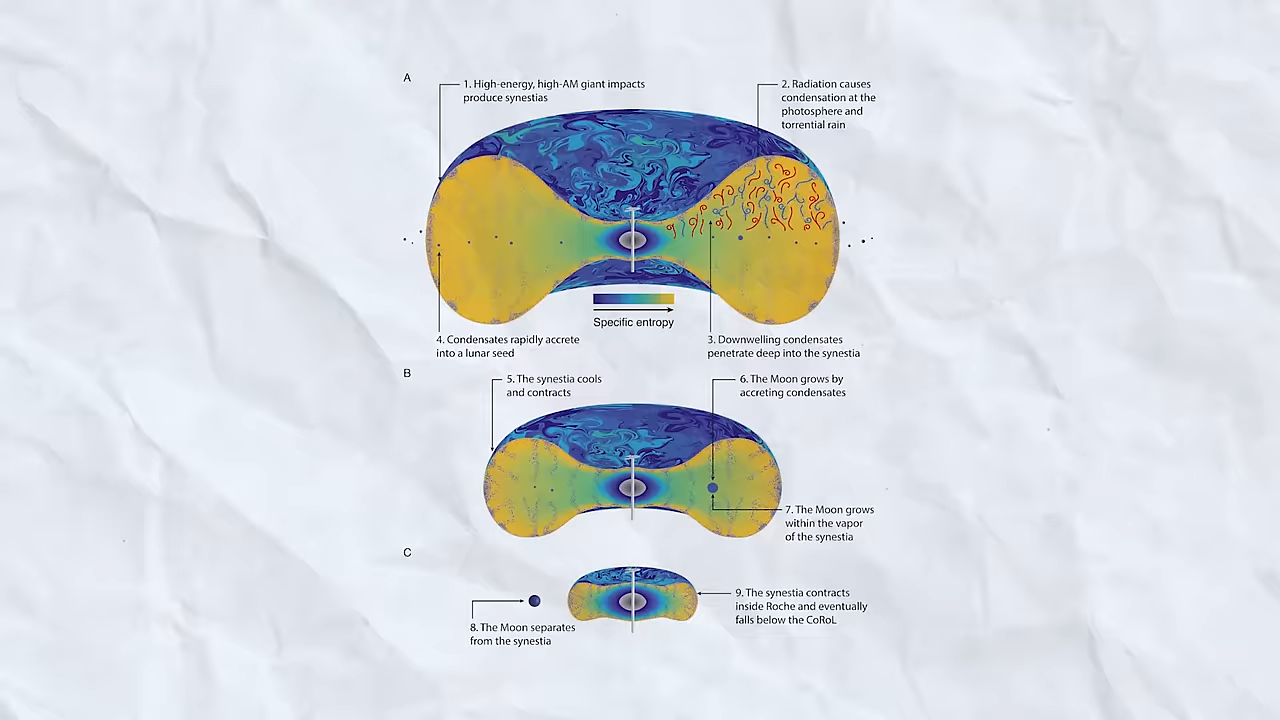 A
1. High-energy, high-AM giant impacts
produce synestias
2. Radiation causes
condensation at the
photosphere and
torrential rain
Specific entropy
4. Condensates rapidly accrete
into a lunar seed
3. Downwelling condensates
penetrate deep into the synestia
B
5. The synestia cools
and contracts
6. The Moon grows by
accreting condensates
7. The Moon grows
within the vapor
of the synestia
C
8. The Moon separates
from the synestia
9. The synestia contracts
inside Roche and eventually
falls below the CoRoL